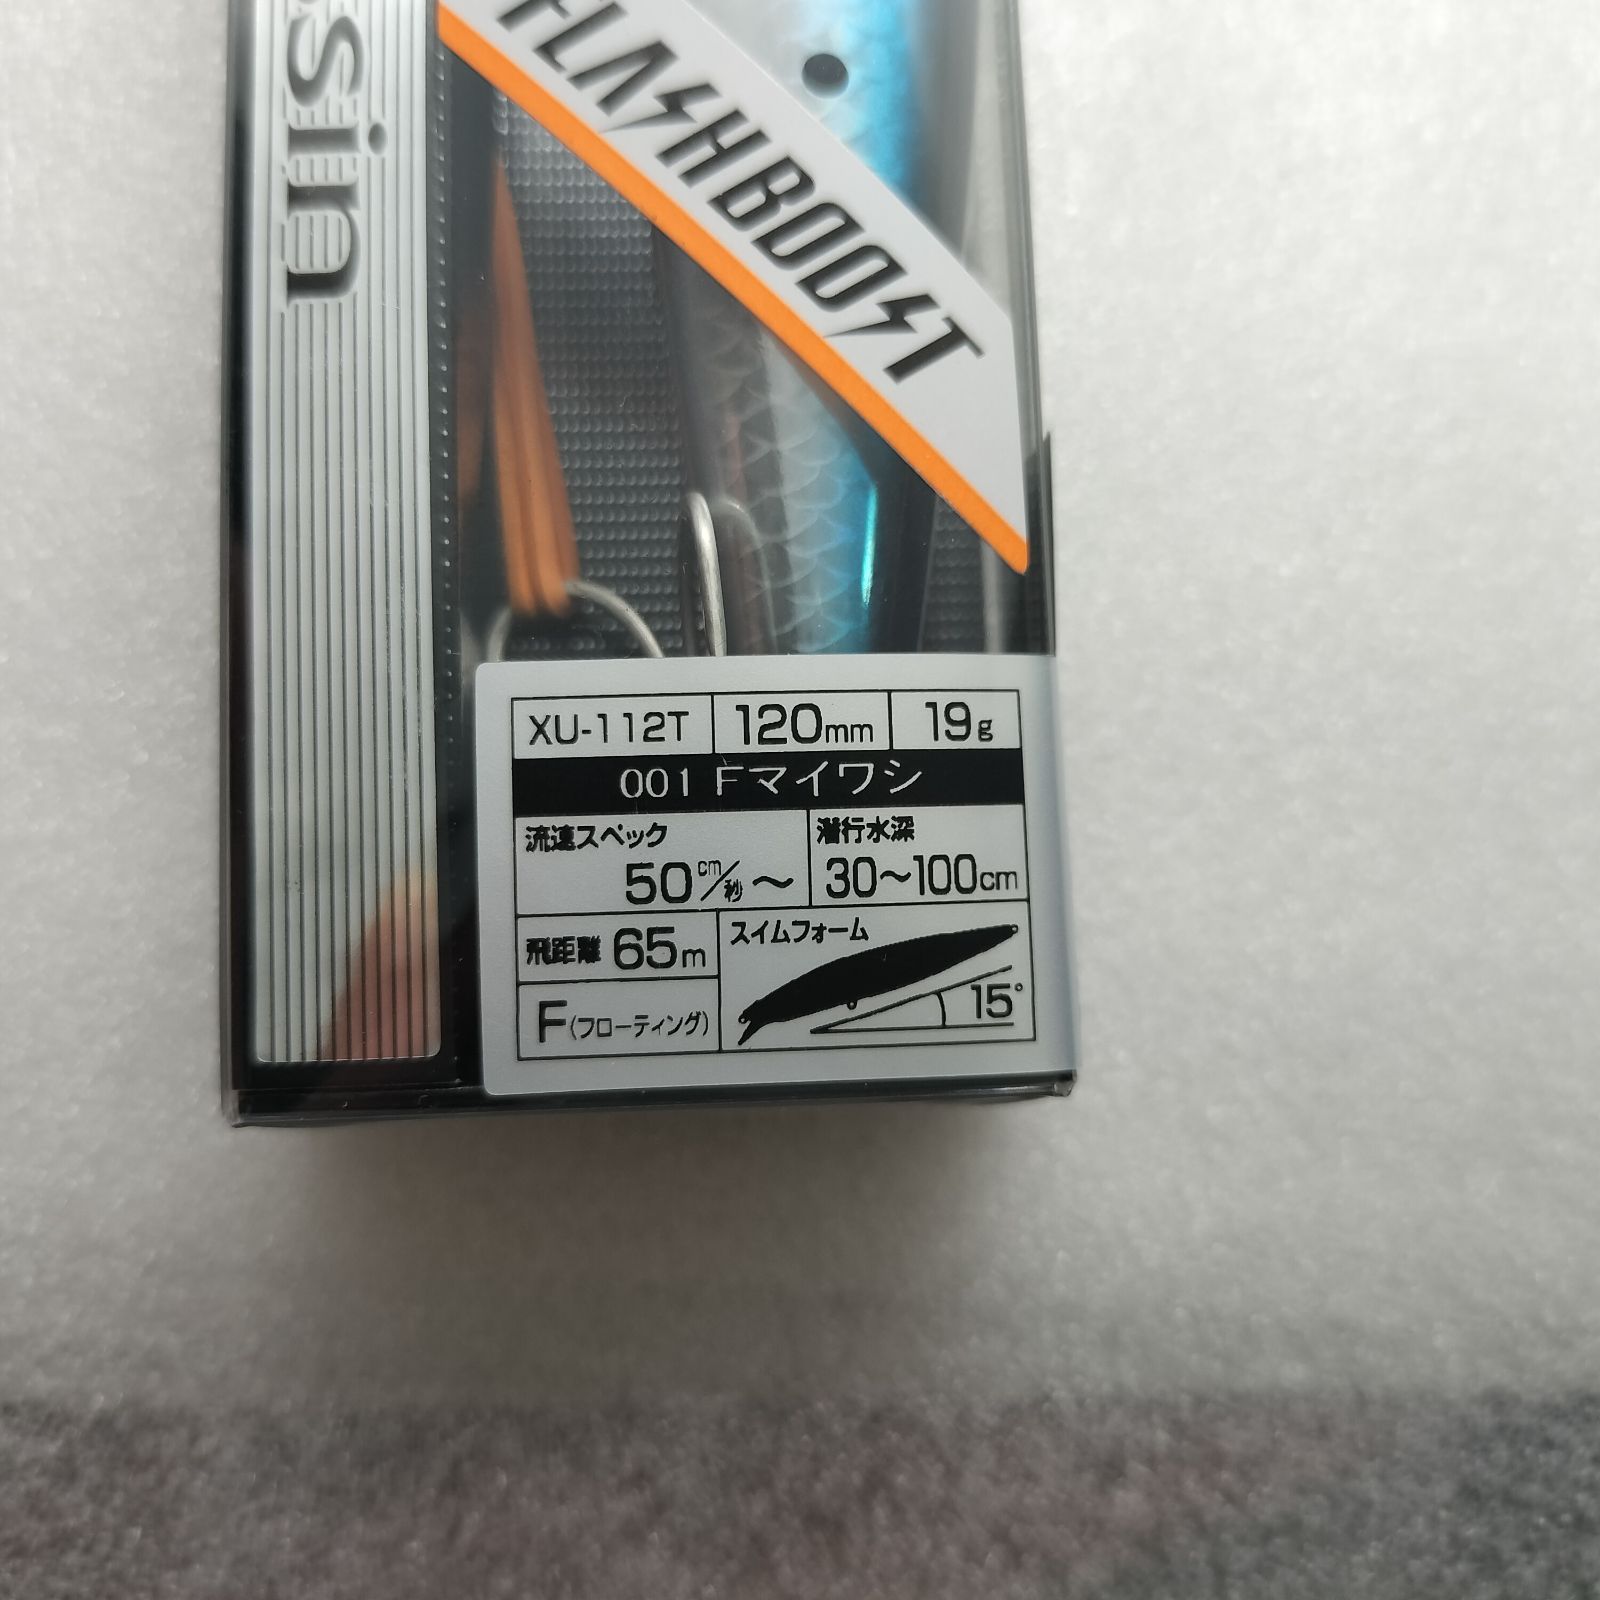 sin
FLASHBOOST
XU-112T 120mm 19g
001 Fマイワシ
流速スペック 潜行水深
50cm/秒～ 30～100cm
飛距離 65m スイムフォーム
F(フローティング) 15°